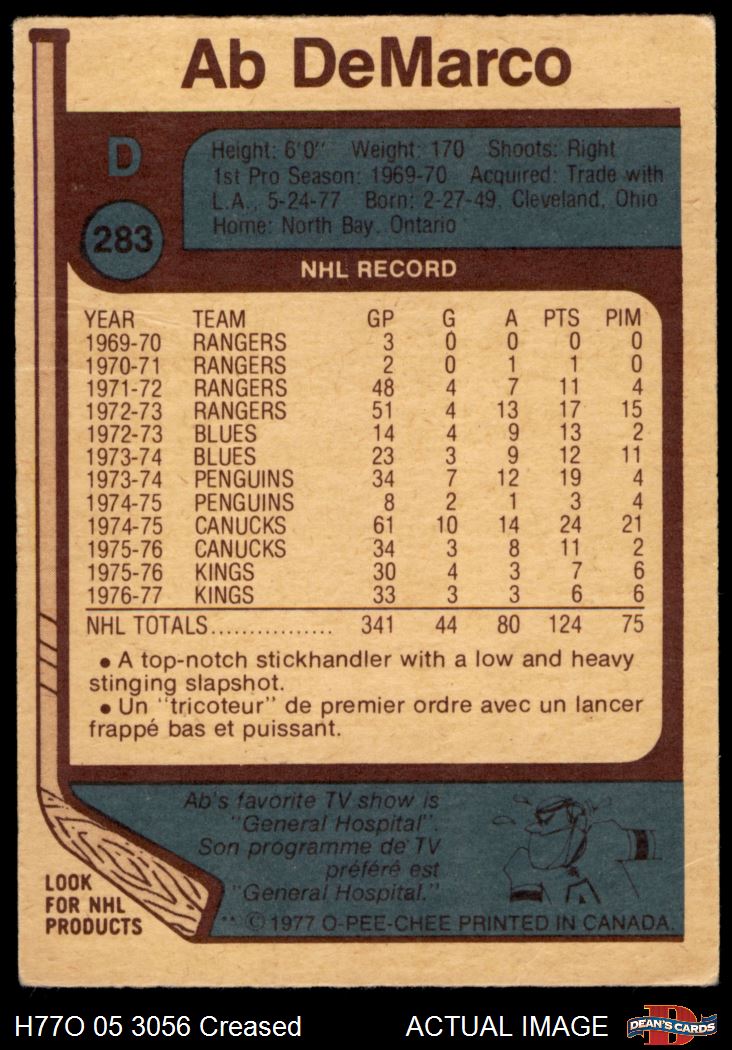 Ab DeMarco
D
283
Height: 6'0" Weight: 170 Shoots: Right
1st Pro Season: 1969-70 Acquired: Trade with
L.A., 5-24-77 Born: 2-27-49, Cleveland, Ohio
Home: North Bay, Ontario
NHL RECORD
YEAR TEAM GP G A PTS PIM
1969-70 RANGERS 3 0 0 0 0
1970-71 RANGERS 2 0 1 1 0
1971-72 RANGERS 48 4 7 11 4
1972-73 RANGERS 51 4 13 17 15
1972-73 BLUES 14 4 9 13 2
1973-74 BLUES 23 3 9 12 11
1973-74 PENGUINS 34 7 12 19 4
1974-75 PENGUINS 8 2 1 3 4
1974-75 CANUCKS 61 10 14 24 21
1975-76 CANUCKS 34 3 8 11 2
1975-76 KINGS 30 4 3 7 6
1976-77 KINGS 33 3 3 6 6
NHL TOTALS................ 341 44 80 124 75
• A top-notch stickhandler with a low and heavy
stinging slapshot.
• Un "tricoteur" de premier ordre avec un lancer
frappé bas et puissant.
Ab's favorite TV show is
"General Hospital".
Son programme de TV
préféré est
"General Hospital."
LOOK
FOR NHL
PRODUCTS
** © 1977 O-PEE-CHEE PRINTED IN CANADA.
H77O 05 3056 Creased ACTUAL IMAGE
D
DEAN'S CARDS